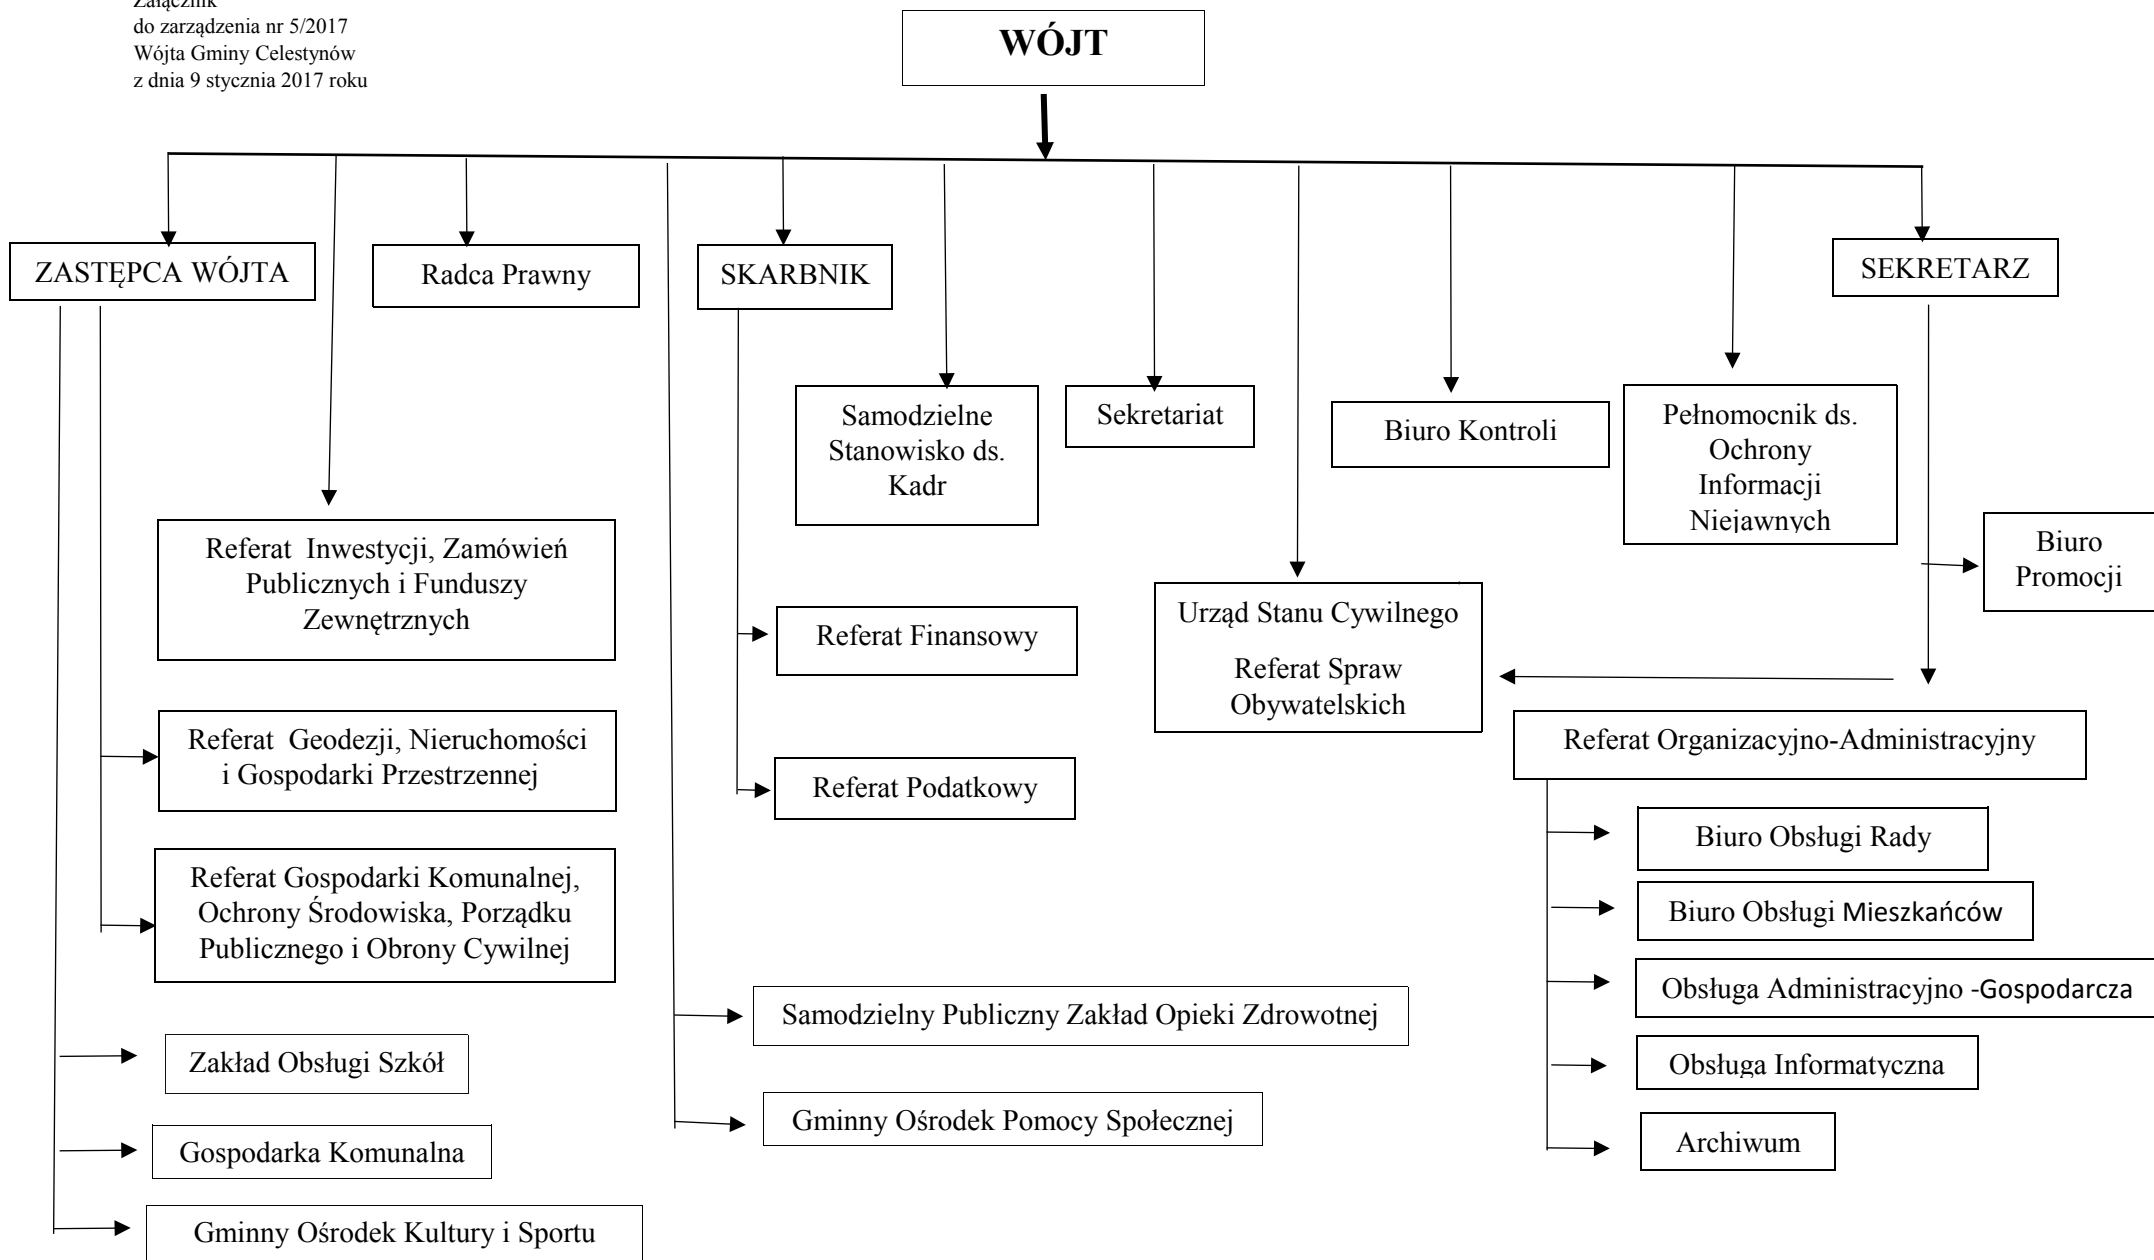 Załącznik
do zarządzenia nr 5/2017
Wójta Gminy Celestynów
z dnia 9 stycznia 2017 roku
WÓJT
ZASTĘPCA WÓJTA
Radca Prawny
SKARBNIK
SEKRETARZ
Samodzielne
Stanowisko ds.
Kadr
Sekretariat
Biuro Kontroli
Pełnomocnik ds.
Ochrony
Informacji
Niejawnych
Referat  Inwestycji, Zamówień
Publicznych i Funduszy
Zewnętrznych
Biuro
Promocji
Referat Finansowy
Urząd Stanu Cywilnego
Referat Spraw
Obywatelskich
Referat  Geodezji, Nieruchomości
i Gospodarki Przestrzennej
Referat Podatkowy
Referat Organizacyjno-Administracyjny
Biuro Obsługi Rady
Biuro Obsługi Mieszkańców
Obsługa Administracyjno -Gospodarcza
Obsługa Informatyczna
Archiwum
Referat Gospodarki Komunalnej,
Ochrony Środowiska, Porządku
Publicznego i Obrony Cywilnej
Samodzielny Publiczny Zakład Opieki Zdrowotnej
Gminny Ośrodek Pomocy Społecznej
Zakład Obsługi Szkół
Gospodarka Komunalna
Gminny Ośrodek Kultury i Sportu